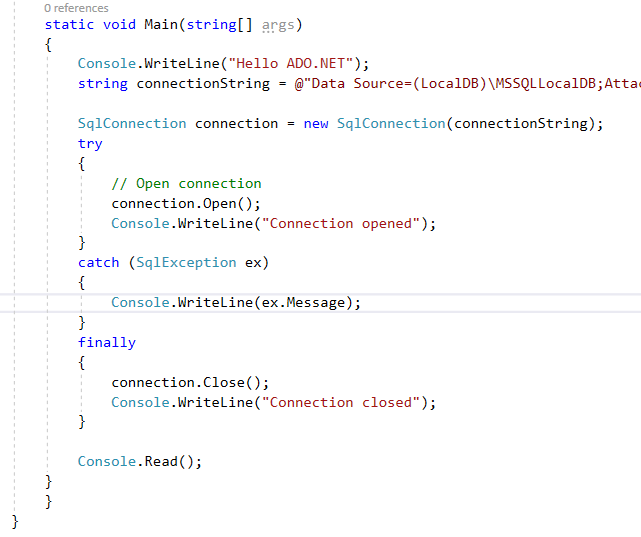 0 references
static void Main(string[] args)
{
Console.WriteLine("Hello ADO.NET");
string connectionString = @"Data Source=(LocalDB)\MSSQLLocalDB;Attac
SqlConnection connection = new SqlConnection(connectionString);
try
{
// Open connection
connection.Open();
Console.WriteLine("Connection opened");
}
catch (SqlException ex)
{
Console.WriteLine(ex.Message);
}
finally
{
connection.Close();
Console.WriteLine("Connection closed");
}
Console.Read();
}
}
}